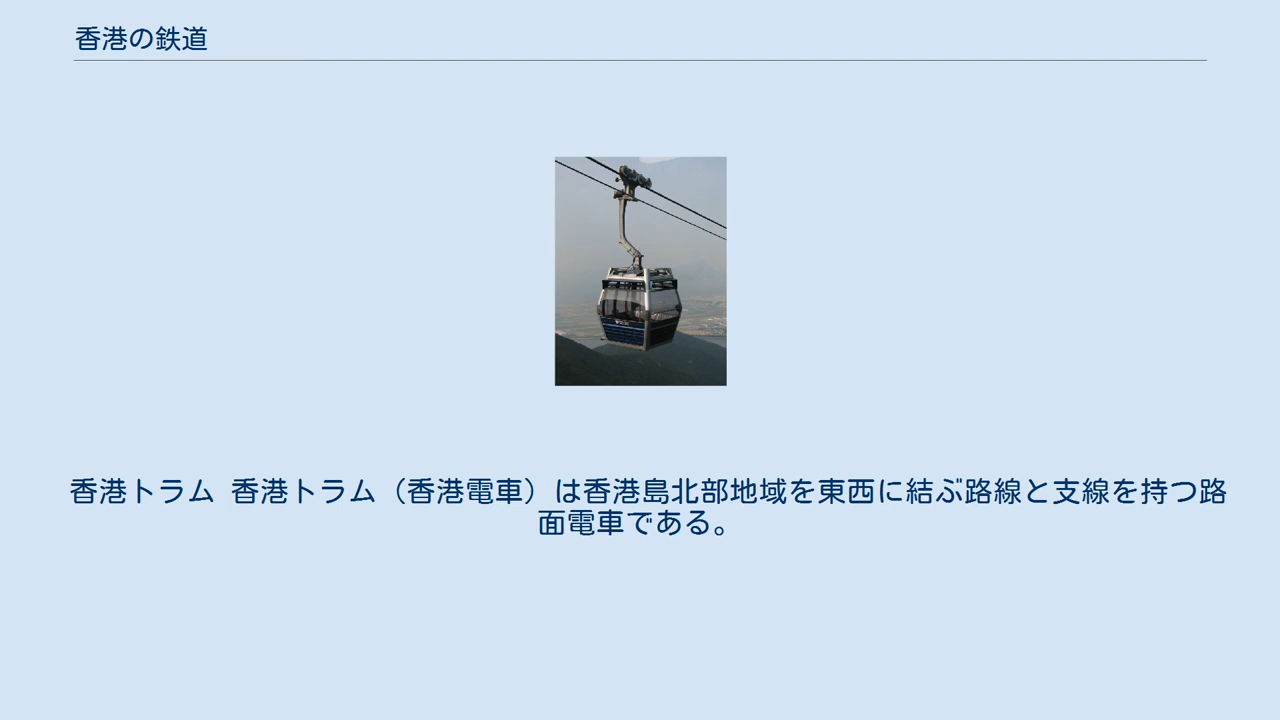 香港の鉄道
香港トラム 香港トラム（香港電車）は香港島北部地域を東西に結ぶ路線と支線を持つ路
面電車である。